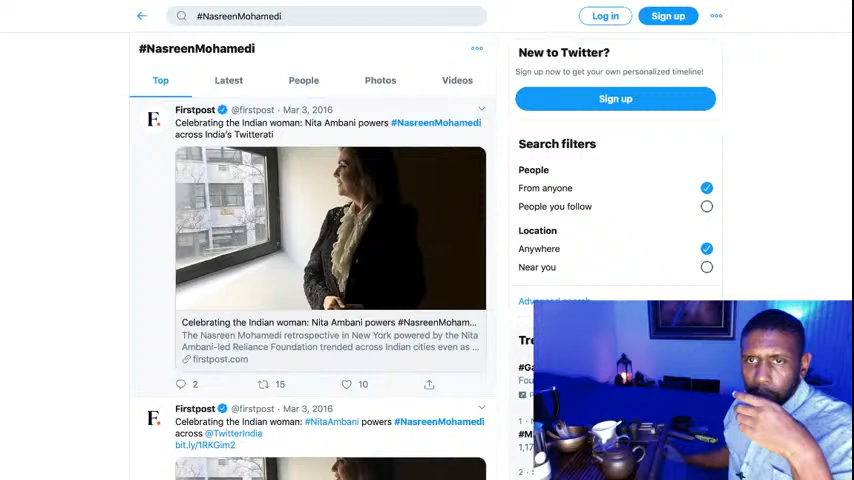 #NasreenMohamedi
Log in
Sign up
#NasreenMohamedi
Top
Latest
People
Photos
Videos
Firstpost @firstpost · Mar 3, 2016
Celebrating the Indian woman: Nita Ambani powers #NasreenMohamedi
across India's Twitterati
Celebrating the Indian woman: Nita Ambani powers #NasreenMoham...
The Nasreen Mohamedi retrospective in New York powered by the Nita
Ambani-led Reliance Foundation trended across Indian cities even as ...
firstpost.com
2
15
10
Firstpost @firstpost · Mar 3, 2016
Celebrating the Indian woman: #NitaAmbani powers #NasreenMohamedi
across @TwitterIndia
bit.ly/1RKGim2
New to Twitter?
Sign up now to get your own personalized timeline!
Sign up
Search filters
People
From anyone
People you follow
Location
Anywhere
Near you
Advanced search